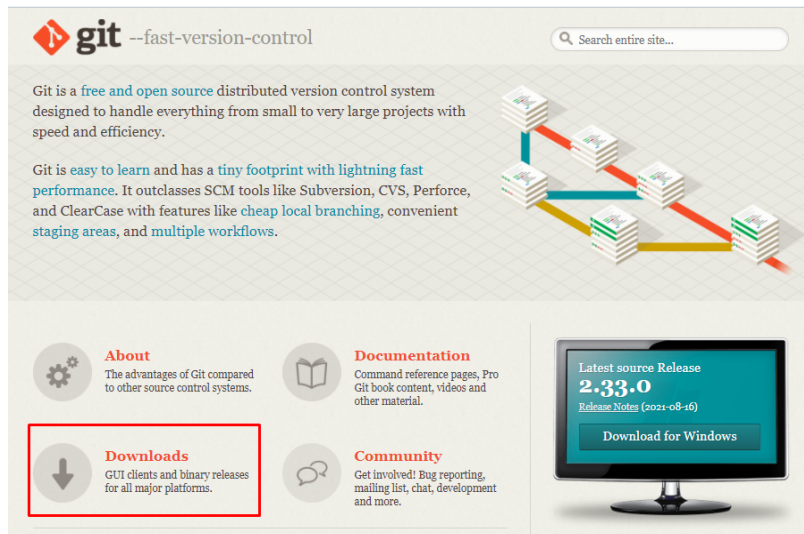 git --fast-version-control
Search entire site...
Git is a free and open source distributed version control system
designed to handle everything from small to very large projects with
speed and efficiency.
Git is easy to learn and has a tiny footprint with lightning fast
performance. It outclasses SCM tools like Subversion, CVS, Perforce,
and ClearCase with features like cheap local branching, convenient
staging areas, and multiple workflows.
About
The advantages of Git compared
to other source control systems.
Documentation
Command reference pages, Pro
Git book content, videos and
other material.
Downloads
GUI clients and binary releases
for all major platforms.
Community
Get involved! Bug reporting,
mailing list, chat, development
and more.
Latest source Release
2.33.0
Release Notes (2021-08-16)
Download for Windows